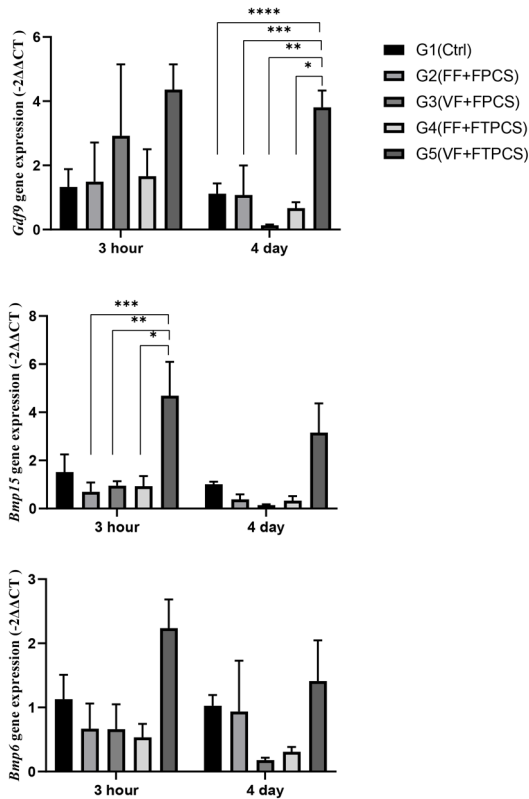 Gdf9 gene expression (-2ΔΔCT )
6
4
2
0
****
***
**
*
3 hour
4 day
G1(Ctrl)
G2(FF+FPCS)
G3(VF+FPCS)
G4(FF+FTPCS)
G5(VF+FTPCS)
Bmp15 gene expression (-2ΔΔCT )
8
6
4
2
0
***
**
*
3 hour
4 day
Bmp6 gene expression (-2ΔΔCT )
3
2
1
0
3 hour
4 day